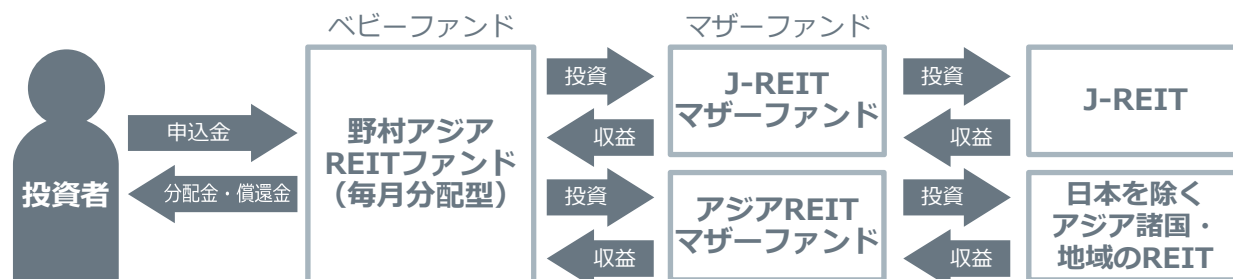 ベビーファンド
マザーファンド
投資者
申込金
分配金・償還金
野村アジア
REITファンド
（毎月分配型）
投資
収益
投資
収益
J-REIT
マザーファンド
アジアREIT
マザーファンド
投資
収益
投資
収益
J-REIT
日本を除く
アジア諸国・
地域のREIT